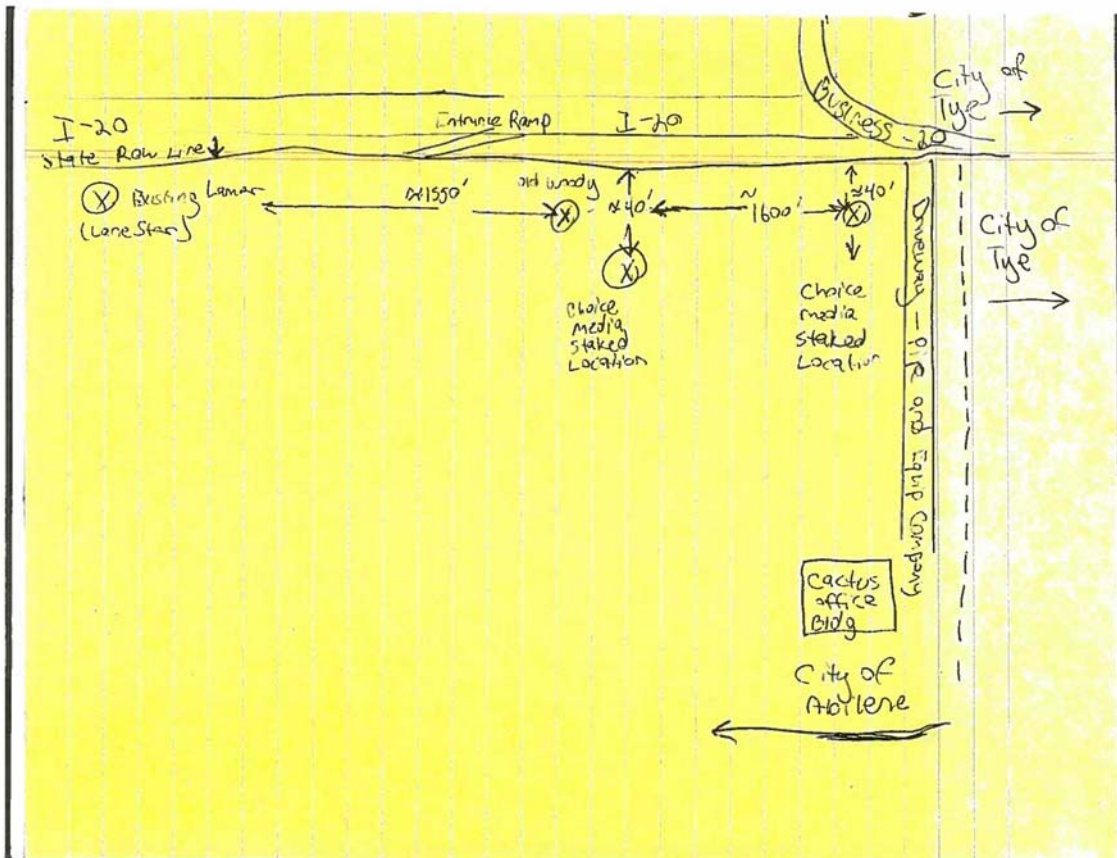 City of
Tye
Business-20
I-20
Entrance Ramp
I-20
State Row Line
Existing Lamar
(Lone Star)
≈1550'
old woody
≈40'
≈
1600'
≈40'
X
X
X
X
City of
Tye
Choice
media
staked
Location
Choice
media
staked
Location
Driveway - Pipe and Equip Company
Cactus
office
Bldg
City of
Abilene